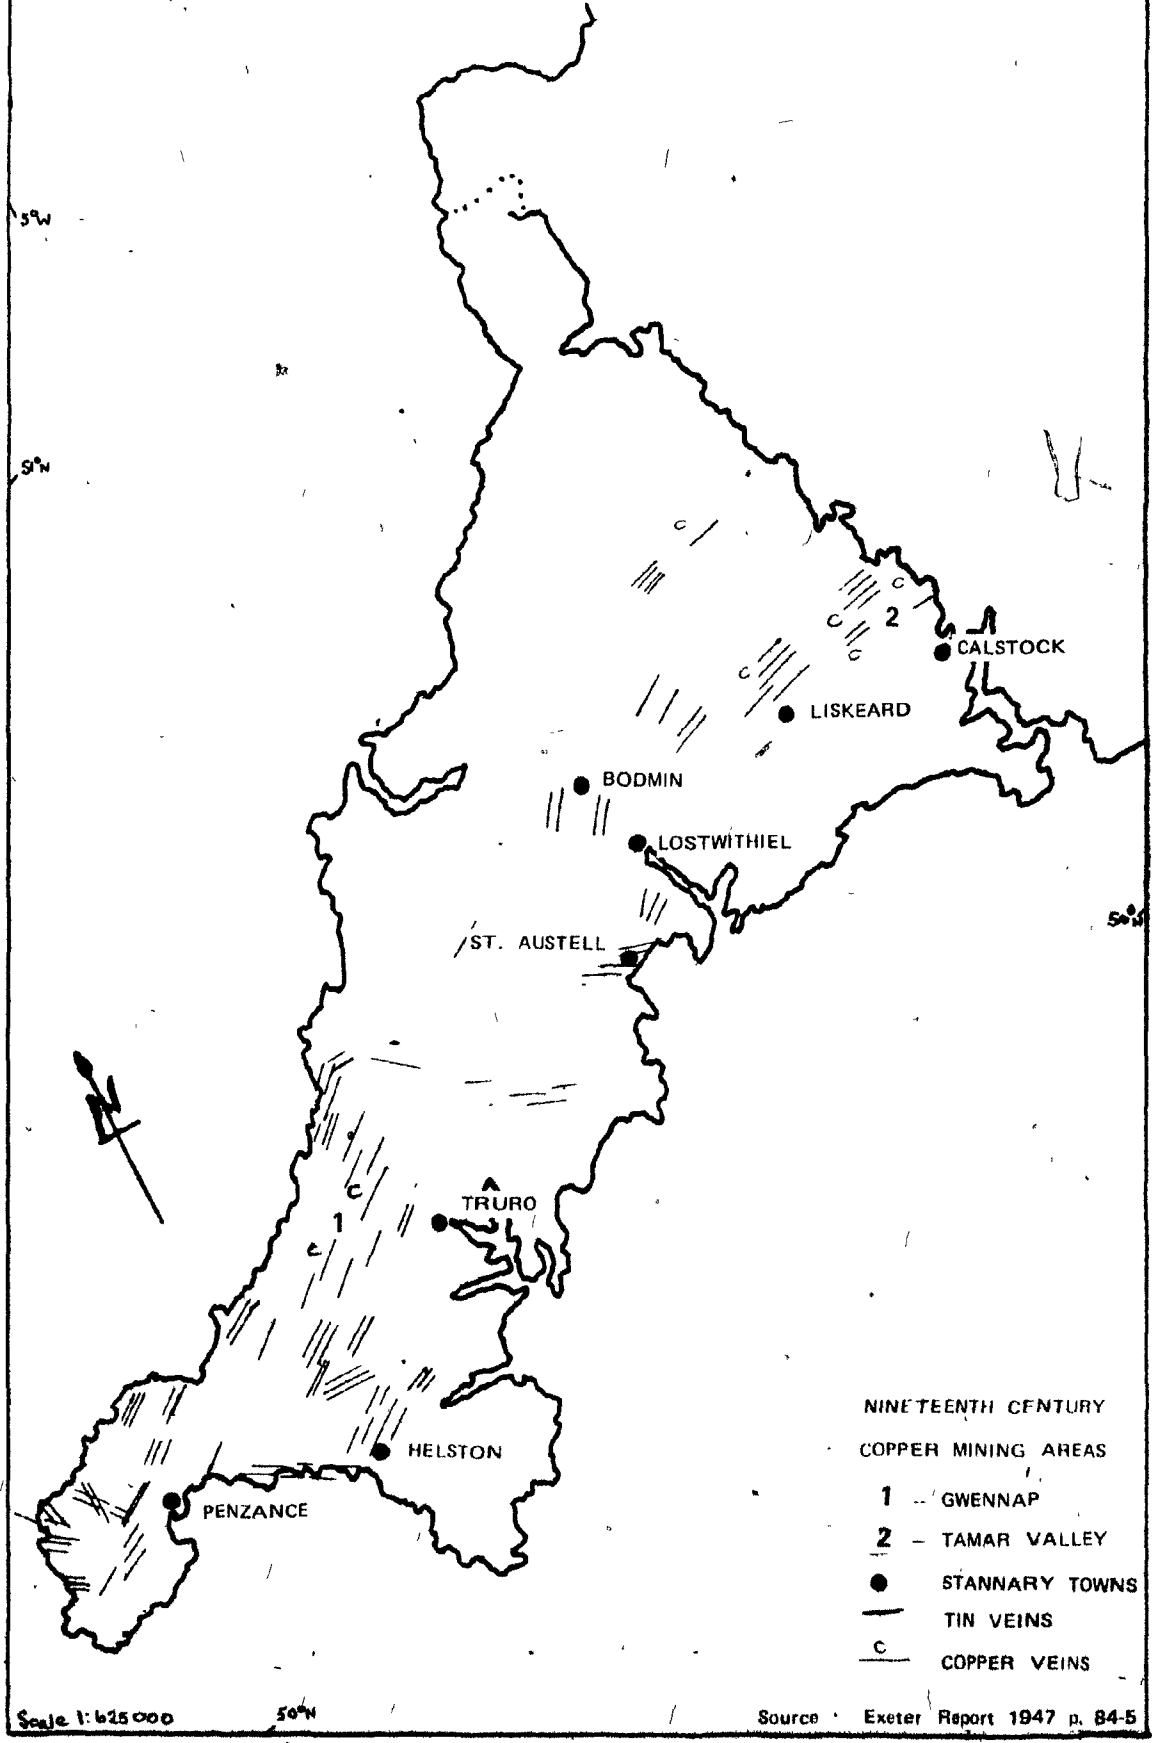 5°W
51°N
C
C
2
C
C
C
CALSTOCK
LISKEARD
BODMIN
LOSTWITHIEL
50°N
ST. AUSTELL
N
C
TRURO
1
C
HELSTON
PENZANCE
NINETEENTH CENTURY
COPPER MINING AREAS
1 - GWENNAP
2 - TAMAR VALLEY
STANNARY TOWNS
TIN VEINS
C COPPER VEINS
Scale 1:625000
50°N
Source : Exeter Report 1947 p. 84-5